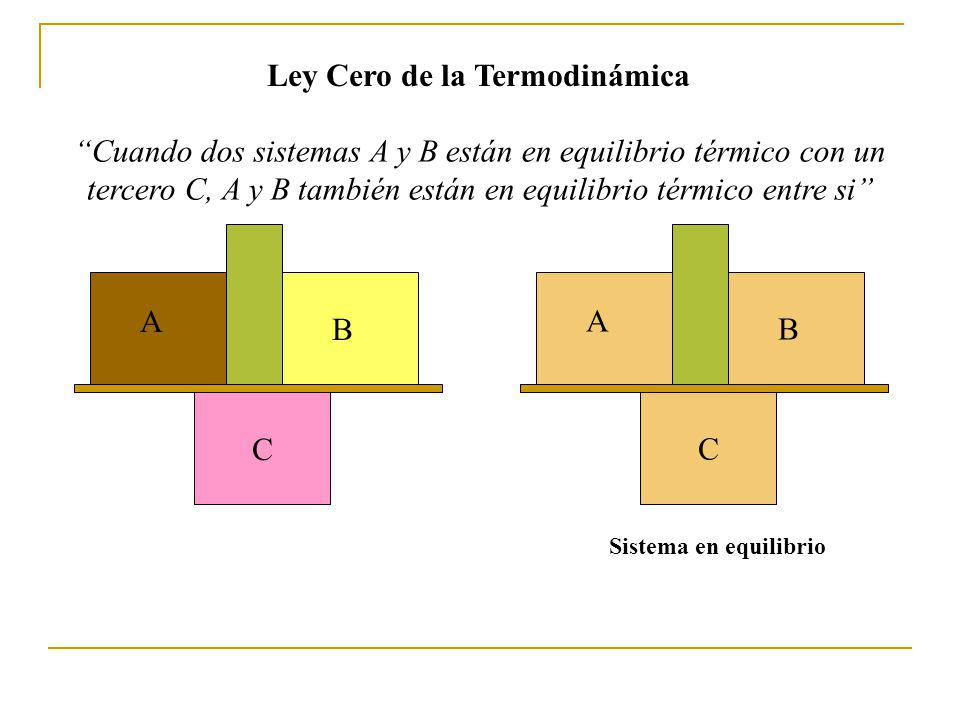 Ley Cero de la Termodinámica
“Cuando dos sistemas A y B están en equilibrio térmico con un
tercero C, A y B también están en equilibrio térmico entre si”
A
B
A
B
C
C
Sistema en equilibrio